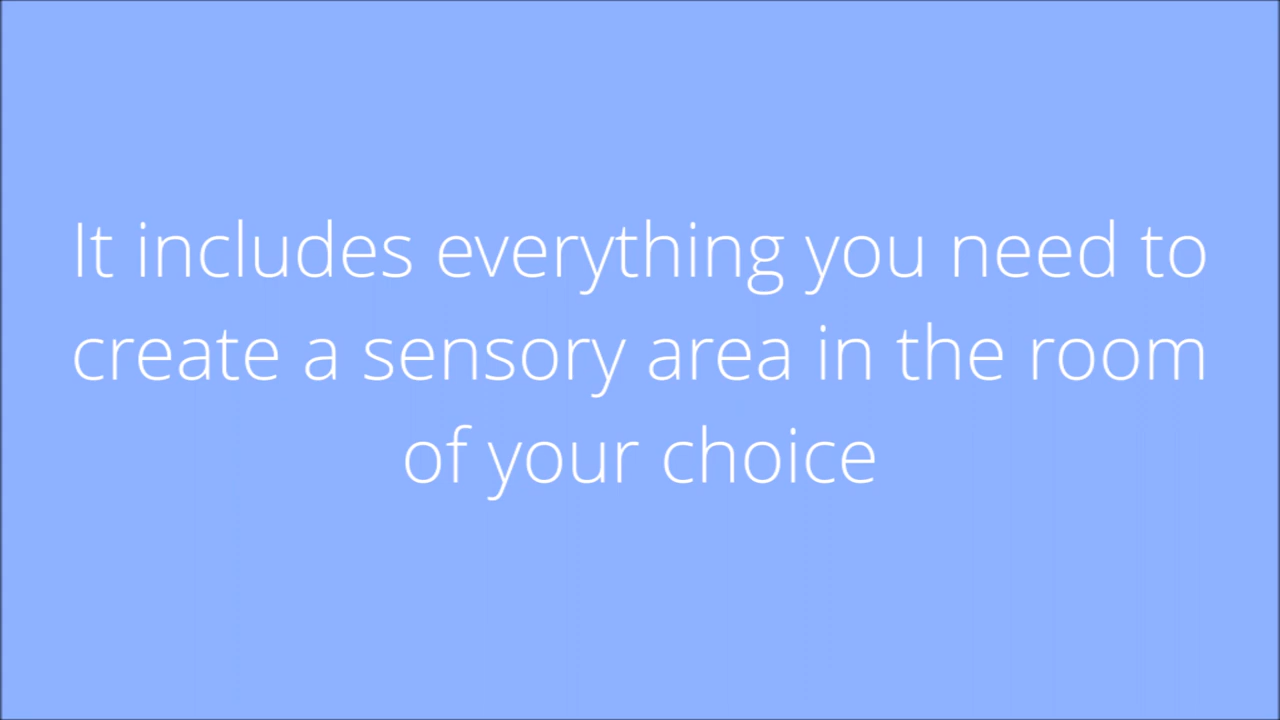 It includes everything you need to
create a sensory area in the room
of your choice